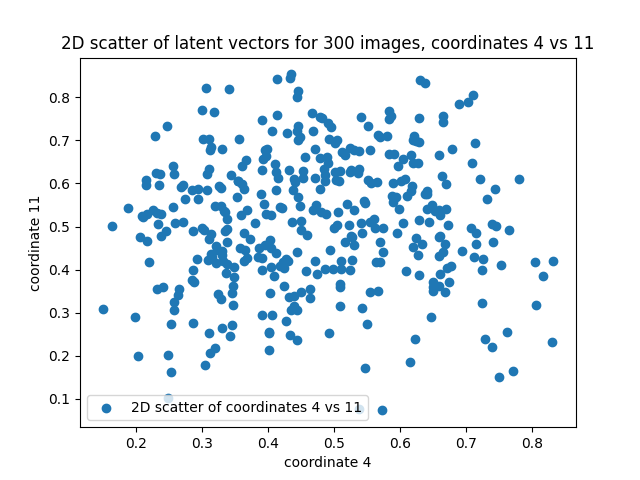 2D scatter of latent vectors for 300 images, coordinates 4 vs 11
coordinate 11
0.8
0.7
0.6
0.5
0.4
0.3
0.2
0.1
2D scatter of coordinates 4 vs 11
0.2 0.3 0.4 0.5 0.6 0.7 0.8
coordinate 4